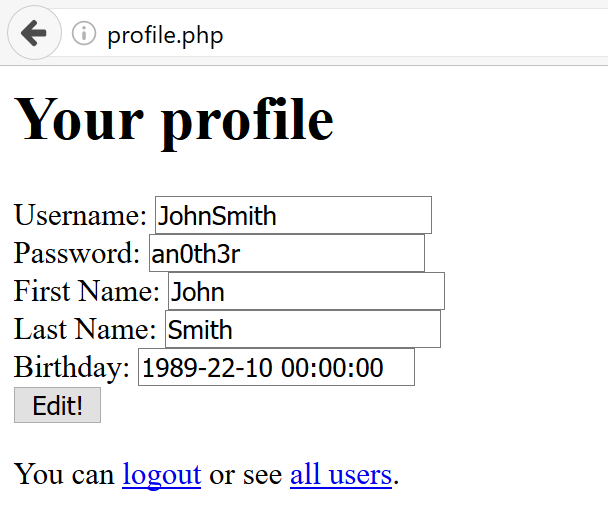 profile.php
Your profile
Username: JohnSmith
Password: an0th3r
First Name: John
Last Name: Smith
Birthday: 1989-22-10 00:00:00
Edit!
You can logout or see all users.